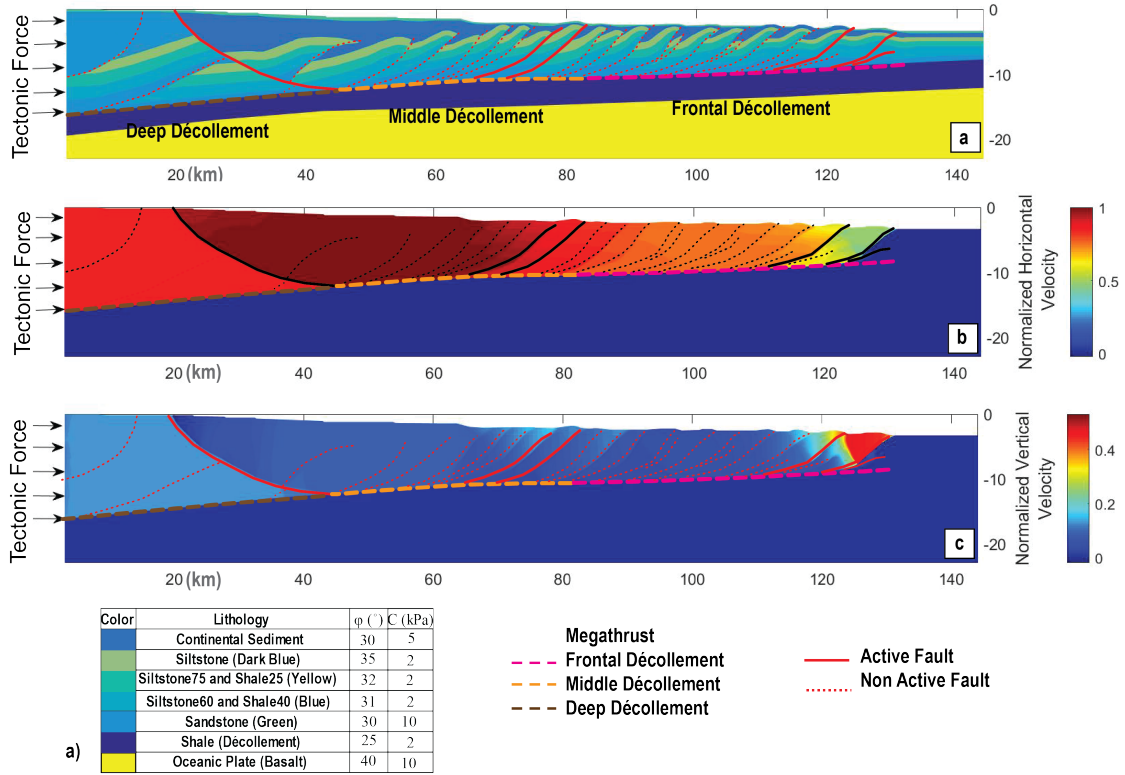 Tectonic Force
0
-10
-20
Deep Décollement
Middle Décollement
Frontal Décollement
a
20 (km)
40
60
80
100
120
140
Tectonic Force
0
-10
-20
b
20 (km)
40
60
80
100
120
140
Normalized Horizontal
Velocity
1
0.5
0
Tectonic Force
0
-10
-20
c
20 (km)
40
60
80
100
120
140
Normalized Vertical
Velocity
0.4
0.2
0
Color Lithology φ (°) C (kPa)
Continental Sediment 30 5
Siltstone (Dark Blue) 35 2
Siltstone75 and Shale25 (Yellow) 32 2
Siltstone60 and Shale40 (Blue) 31 2
Sandstone (Green) 30 10
Shale (Décollement) 25 2
Oceanic Plate (Basalt) 40 10
a)
Megathrust
Frontal Décollement
Middle Décollement
Deep Décollement
Active Fault
Non Active Fault